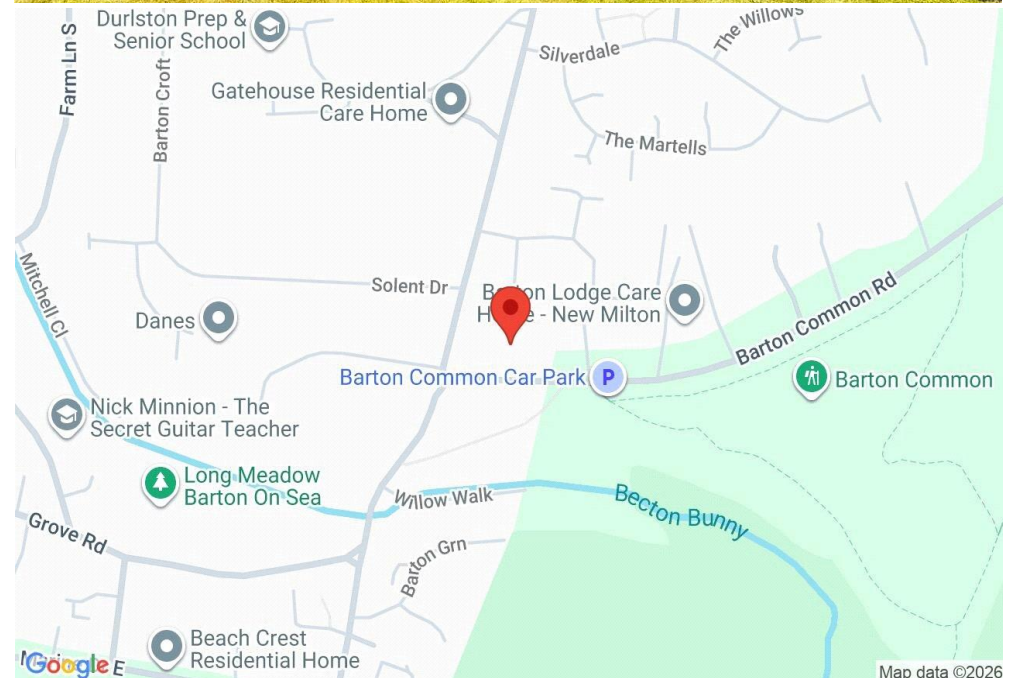 Durlston Prep &
Senior School
Farm Ln S
Barton Croft
Silverdale
The Willows
Gatehouse Residential
Care Home
The Martells
Mitchell Cl
Solent Dr
Danes
Barton Lodge Care
Home - New Milton
Barton Common Rd
Barton Common Car Park
P
Barton Common
Nick Minnion - The
Secret Guitar Teacher
Long Meadow
Barton On Sea
Willow Walk
Becton Bunny
Grove Rd
Barton Grn
Beach Crest
Residential Home
E
Google
Map data ©2026